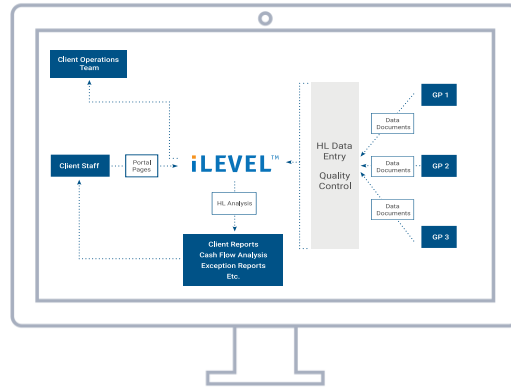 Client Operations
Team
GP 1
Data
Documents
HL Data
Entry
Quality
Control
Client Staff
Portal
Pages
iLEVEL™
Data
Documents
GP 2
HL Analysis
Data
Documents
GP 3
Client Reports
Cash Flow Analysis
Exception Reports
Etc.